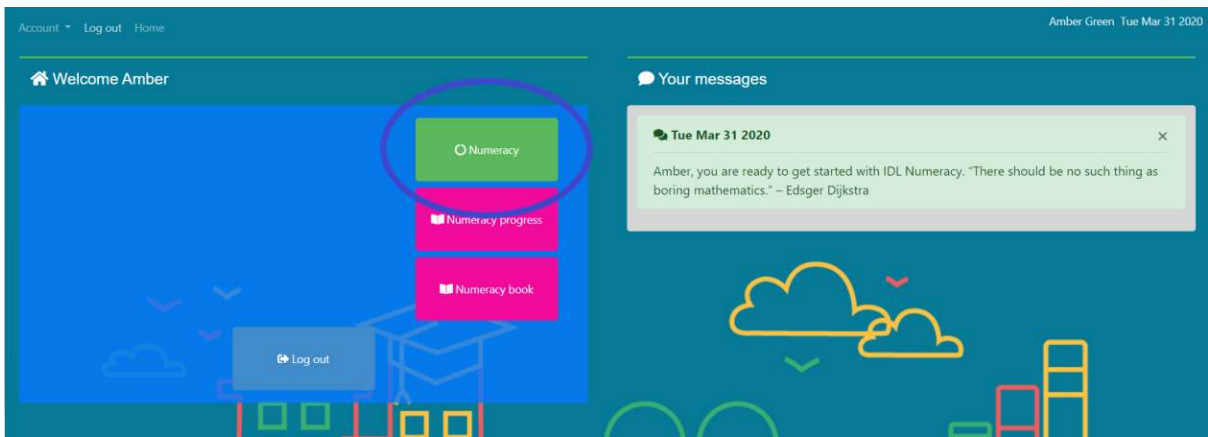 Account Log out Home
Amber Green Tue Mar 31 2020
Welcome Amber
Numeracy
Numeracy progress
Numeracy book
Log out
Your messages
Tue Mar 31 2020 ×
Amber, you are ready to get started with IDL Numeracy. "There should be no such thing as
boring mathematics." – Edsger Dijkstra